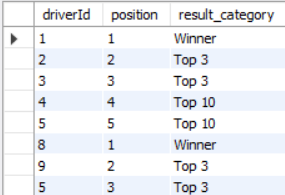 driverId position result_category
1 1 Winner
2 2 Top 3
3 3 Top 3
4 4 Top 10
5 5 Top 10
8 1 Winner
9 2 Top 3
5 3 Top 3